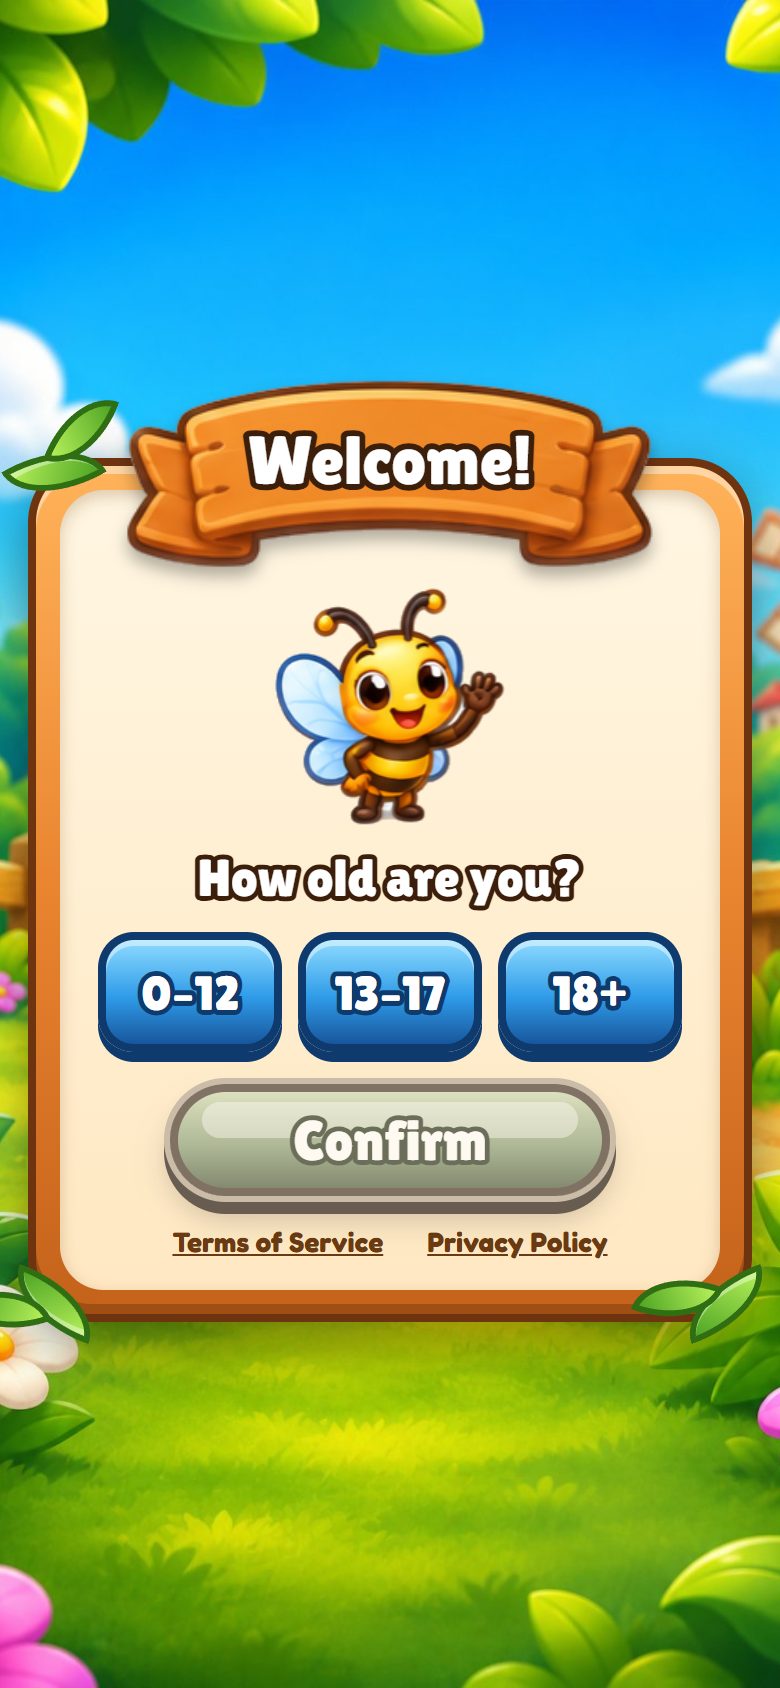 Welcome!
How old are you?
0-12 13-17 18+
Confirm
Terms of Service Privacy Policy